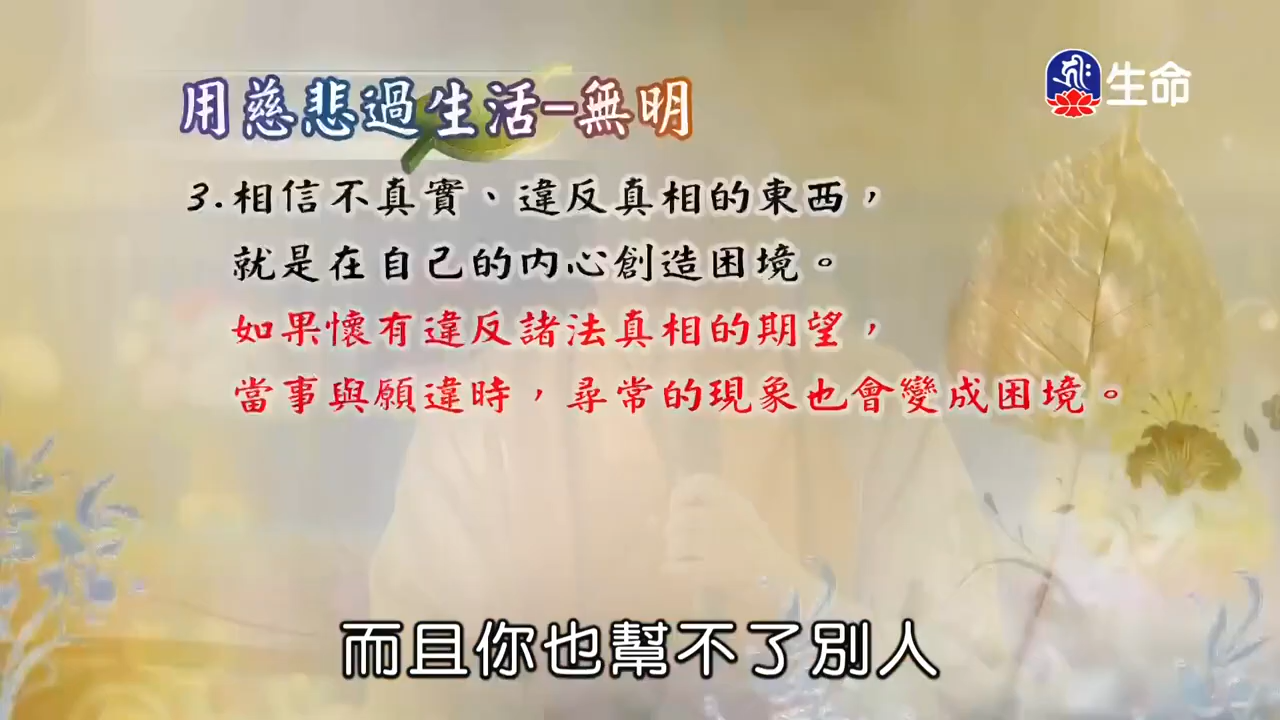 用慈悲過生活-無明
生命
3.相信不真實、違反真相的東西，
就是在自己的內心創造困境。
如果懷有違反諸法真相的期望，
當事與願違時，尋常的現象也會變成困境。
而且你也幫不了別人